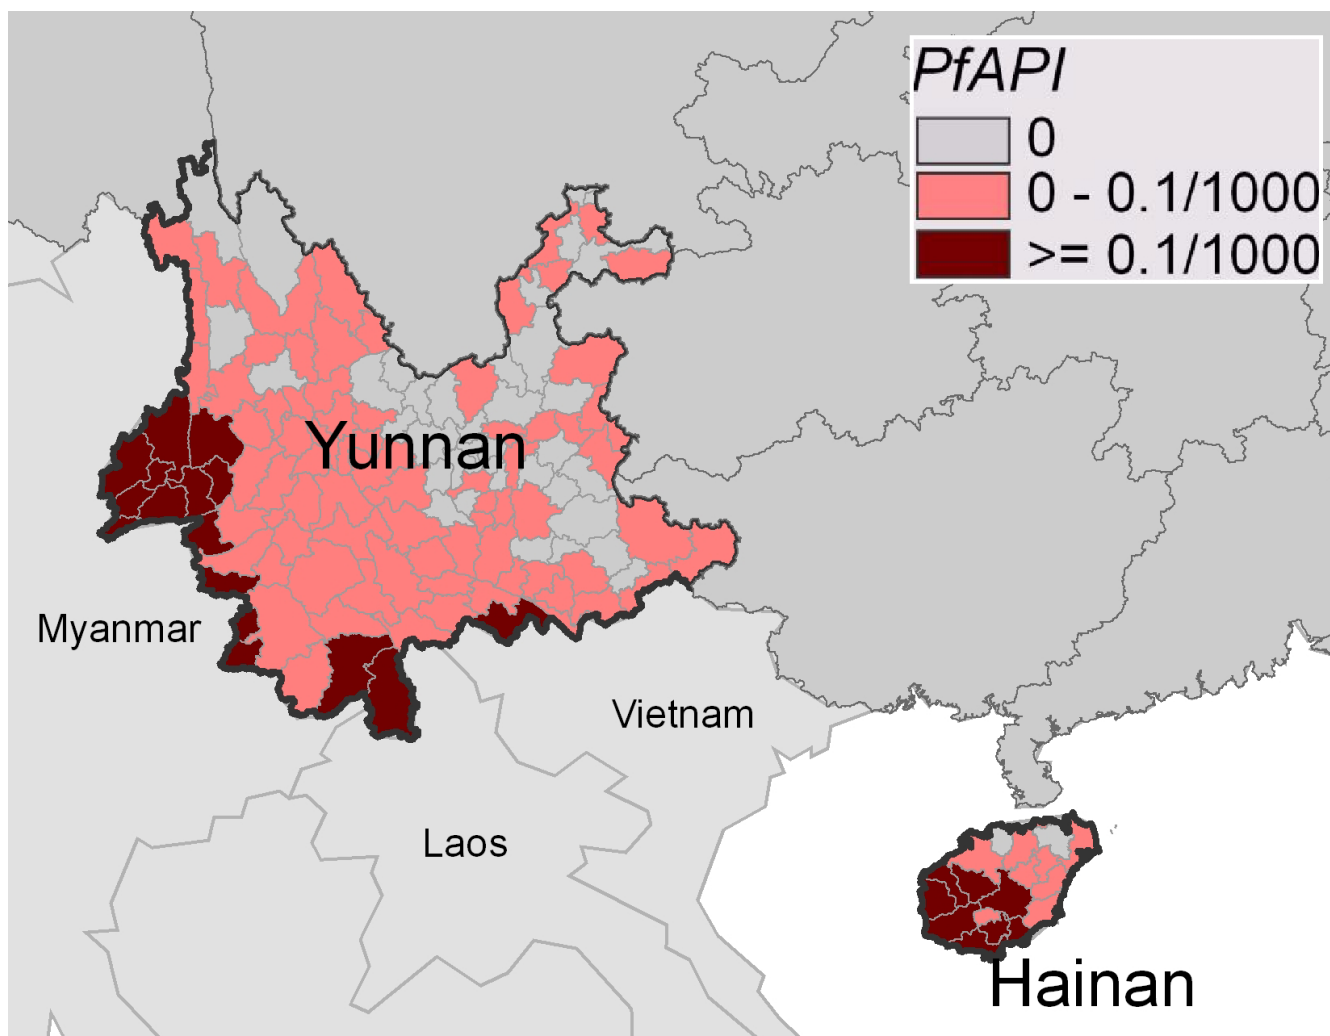 PfAPI
0
0 - 0.1/1000
>= 0.1/1000
Yunnan
Myanmar
Vietnam
Laos
Hainan